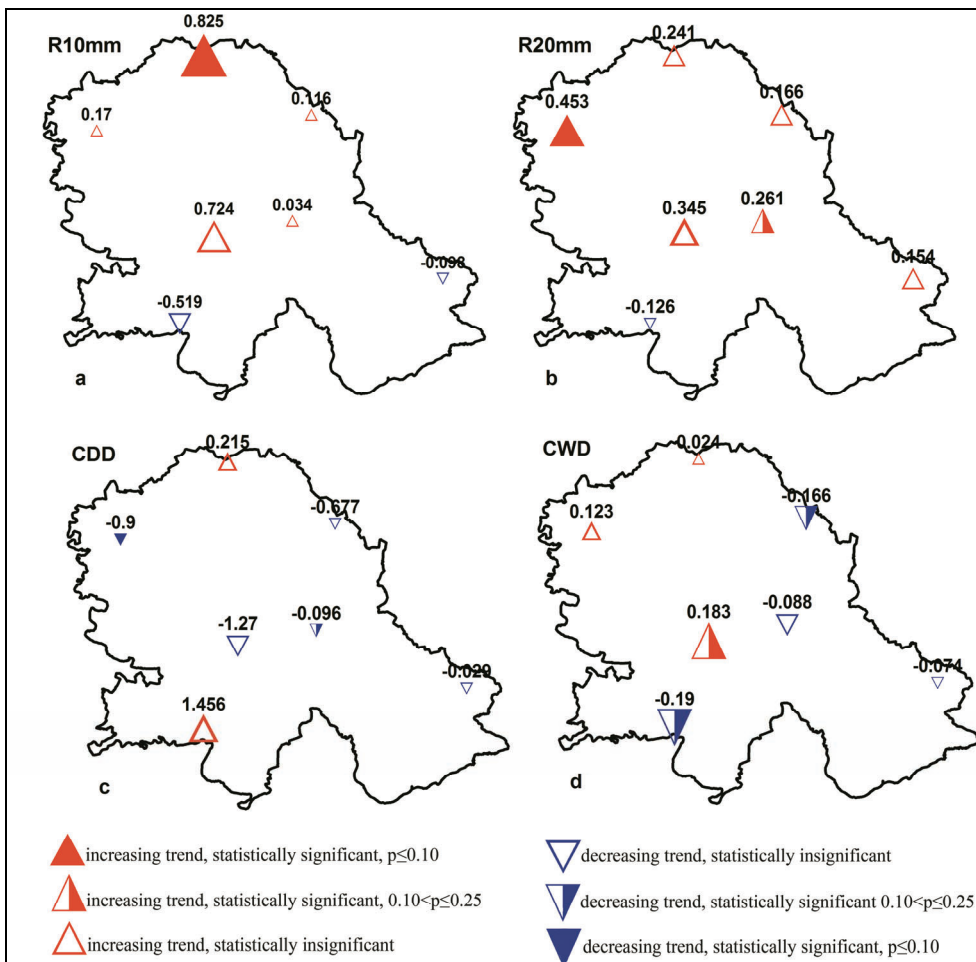 0.825
R10mm
0.17
0.116
0.724
0.034
-0.098
-0.519
a
0.241
R20mm
0.453
0.166
0.345
0.261
0.154
-0.126
b
0.215
CDD
-0.9
-0.677
-1.27
-0.096
-0.029
1.456
c
0.024
CWD
0.123
-0.166
0.183
-0.088
-0.074
-0.19
d
increasing trend, statistically significant, p≤0.10
increasing trend, statistically significant, 0.10<p≤0.25
increasing trend, statistically insignificant
decreasing trend, statistically insignificant
decreasing trend, statistically significant 0.10<p≤0.25
decreasing trend, statistically significant, p≤0.10